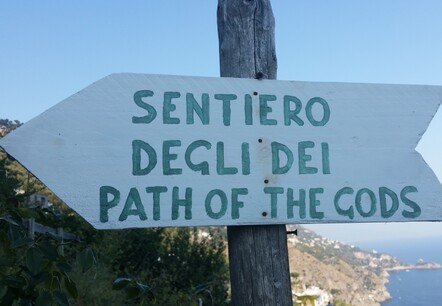 SENTIERO
DEGLI DEI
PATH OF THE GODS